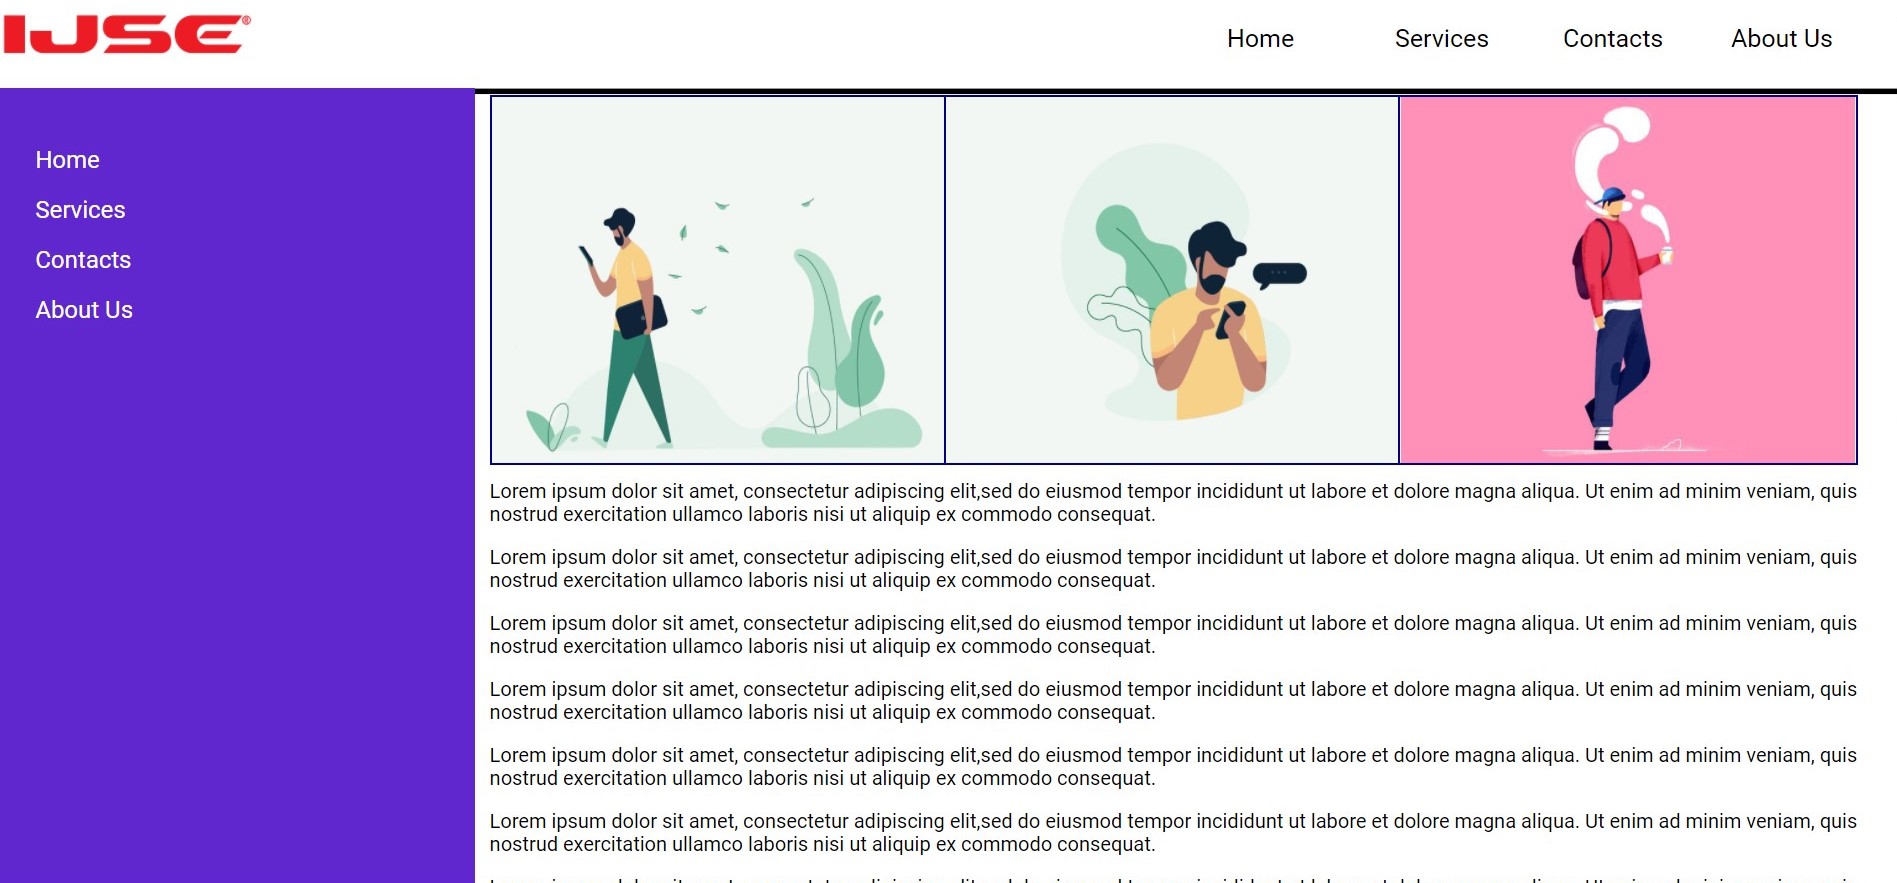 IJSE®
Home Services Contacts About Us
Home
Services
Contacts
About Us
Lorem ipsum dolor sit amet, consectetur adipiscing elit,sed do eiusmod tempor incididunt ut labore et dolore magna aliqua. Ut enim ad minim veniam, quis
nostrud exercitation ullamco laboris nisi ut aliquip ex commodo consequat.
Lorem ipsum dolor sit amet, consectetur adipiscing elit,sed do eiusmod tempor incididunt ut labore et dolore magna aliqua. Ut enim ad minim veniam, quis
nostrud exercitation ullamco laboris nisi ut aliquip ex commodo consequat.
Lorem ipsum dolor sit amet, consectetur adipiscing elit,sed do eiusmod tempor incididunt ut labore et dolore magna aliqua. Ut enim ad minim veniam, quis
nostrud exercitation ullamco laboris nisi ut aliquip ex commodo consequat.
Lorem ipsum dolor sit amet, consectetur adipiscing elit,sed do eiusmod tempor incididunt ut labore et dolore magna aliqua. Ut enim ad minim veniam, quis
nostrud exercitation ullamco laboris nisi ut aliquip ex commodo consequat.
Lorem ipsum dolor sit amet, consectetur adipiscing elit,sed do eiusmod tempor incididunt ut labore et dolore magna aliqua. Ut enim ad minim veniam, quis
nostrud exercitation ullamco laboris nisi ut aliquip ex commodo consequat.
Lorem ipsum dolor sit amet, consectetur adipiscing elit,sed do eiusmod tempor incididunt ut labore et dolore magna aliqua. Ut enim ad minim veniam, quis
nostrud exercitation ullamco laboris nisi ut aliquip ex commodo consequat.